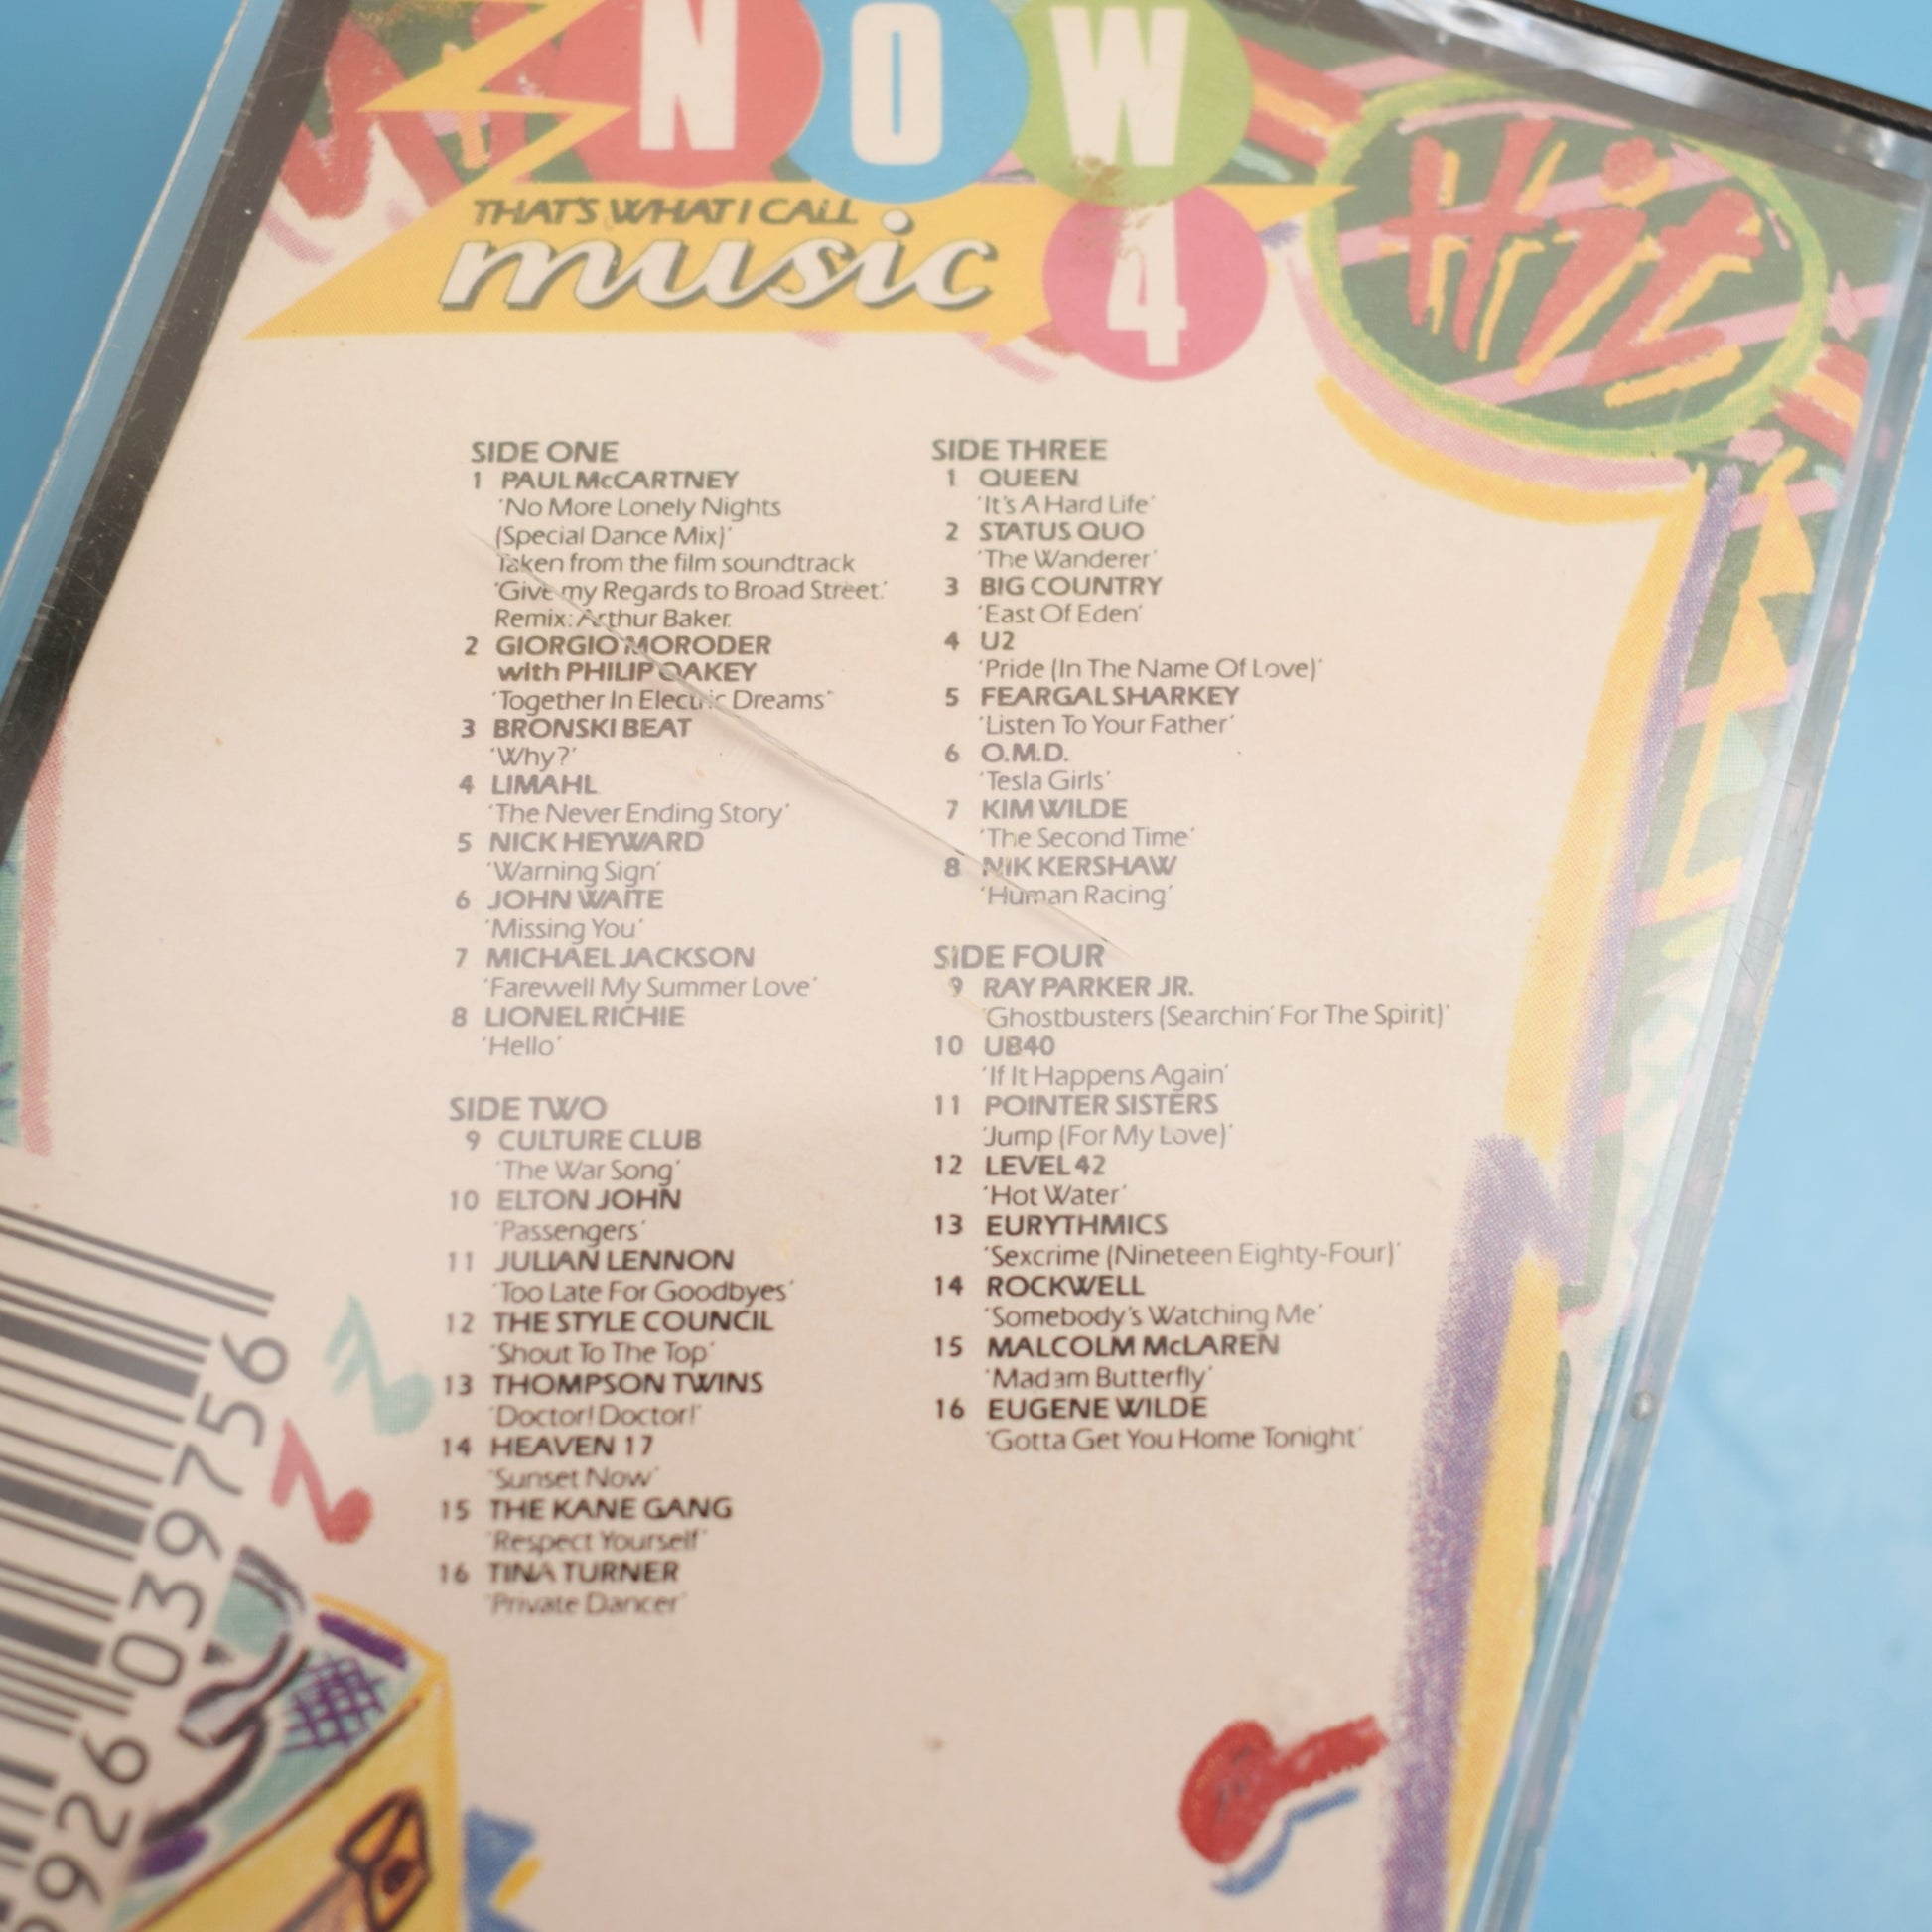 NOW
THAT'S WHAT I CALL
music 4
Hit
SIDE ONE
1 PAUL McCARTNEY
'No More Lonely Nights
(Special Dance Mix)'
Taken from the film soundtrack
'Give my Regards to Broad Street.'
Remix: Arthur Baker.
2 GIORGIO MORODER
with PHILIP OAKEY
'Together In Electric Dreams'
3 BRONSKI BEAT
'Why?'
4 LIMAHL
'The Never Ending Story'
5 NICK HEYWARD
'Warning Sign'
6 JOHN WAITE
'Missing You'
7 MICHAEL JACKSON
'Farewell My Summer Love'
8 LIONEL RICHIE
'Hello'
SIDE TWO
9 CULTURE CLUB
'The War Song'
10 ELTON JOHN
'Passengers'
11 JULIAN LENNON
'Too Late For Goodbyes'
12 THE STYLE COUNCIL
'Shout To The Top'
13 THOMPSON TWINS
'Doctor! Doctor!'
14 HEAVEN 17
'Sunset Now'
15 THE KANE GANG
'Respect Yourself'
16 TINA TURNER
'Private Dancer'
SIDE THREE
1 QUEEN
'It's A Hard Life'
2 STATUS QUO
'The Wanderer'
3 BIG COUNTRY
'East Of Eden'
4 U2
'Pride (In The Name Of Love)'
5 FEARGAL SHARKEY
'Listen To Your Father'
6 O.M.D.
'Tesla Girls'
7 KIM WILDE
'The Second Time'
8 NIK KERSHAW
'Human Racing'
SIDE FOUR
9 RAY PARKER JR.
'Ghostbusters (Searchin' For The Spirit)'
10 UB40
'If It Happens Again'
11 POINTER SISTERS
'Jump (For My Love)'
12 LEVEL 42
'Hot Water'
13 EURYTHMICS
'Sexcrime (Nineteen Eighty-Four)'
14 ROCKWELL
'Somebody's Watching Me'
15 MALCOLM McLAREN
'Madam Butterfly'
16 EUGENE WILDE
'Gotta Get You Home Tonight'
9926 039756